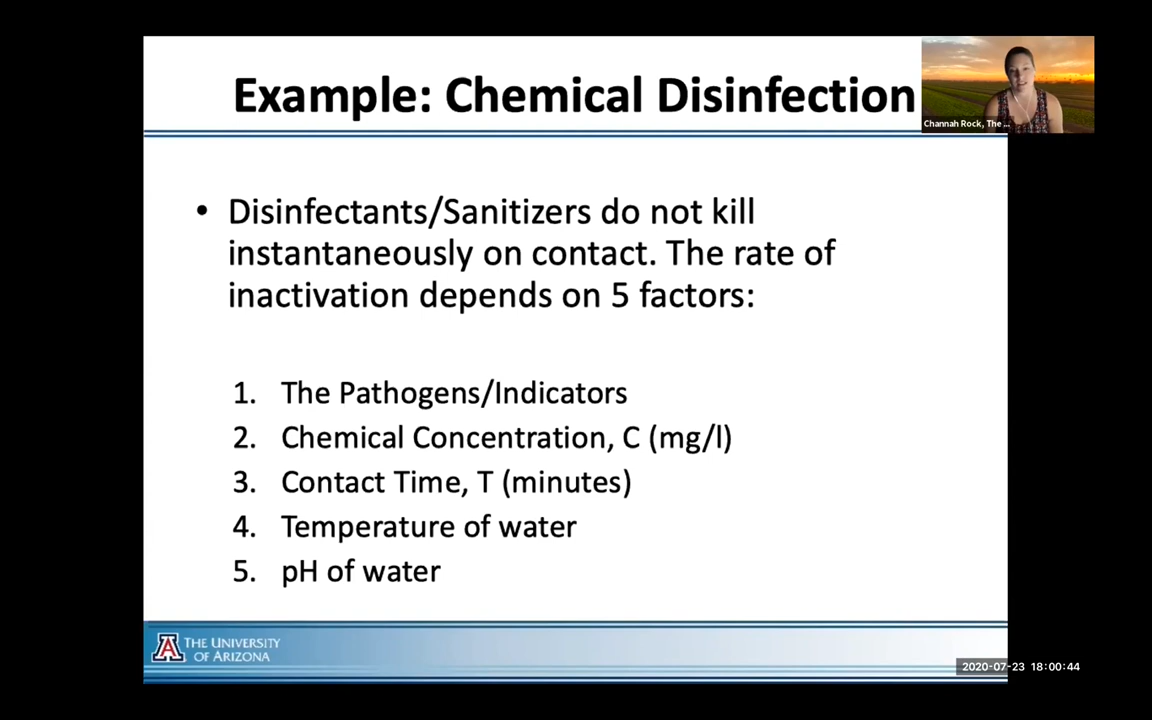 Example: Chemical Disinfection
Channah Rock, The ...
• Disinfectants/Sanitizers do not kill
instantaneously on contact. The rate of
inactivation depends on 5 factors:
1. The Pathogens/Indicators
2. Chemical Concentration, C (mg/l)
3. Contact Time, T (minutes)
4. Temperature of water
5. pH of water
A
THE UNIVERSITY
OF ARIZONA
2020-07-23 18:00:44